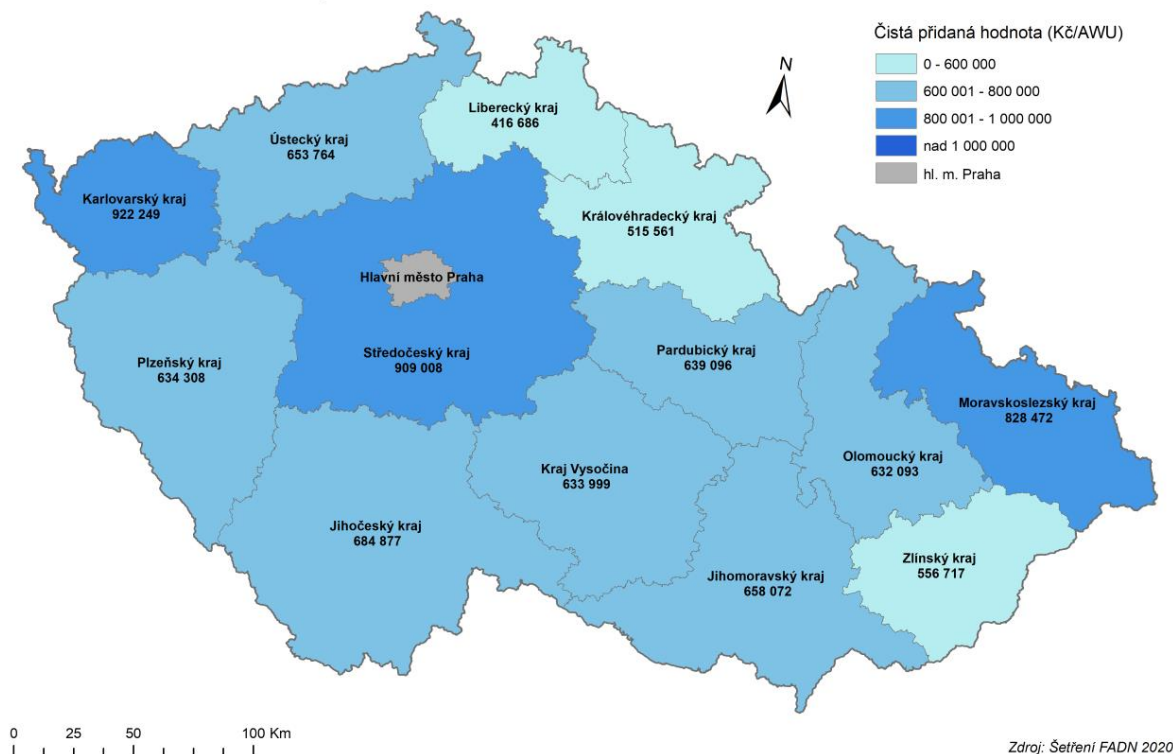 Čistá přidaná hodnota (Kč/AWU)
0 - 600 000
600 001 - 800 000
800 001 - 1 000 000
nad 1 000 000
hl. m. Praha
N
Liberecký kraj
416 686
Ústecký kraj
653 764
Karlovarský kraj
922 249
Královéhradecký kraj
515 561
Hlavní město Praha
Středočeský kraj
909 008
Plzeňský kraj
634 308
Pardubický kraj
639 096
Moravskoslezský kraj
828 472
Olomoucký kraj
632 093
Kraj Vysočina
633 999
Jihočeský kraj
684 877
Zlínský kraj
556 717
Jihomoravský kraj
658 072
0 25 50 100 Km
Zdroj: Šetření FADN 2020